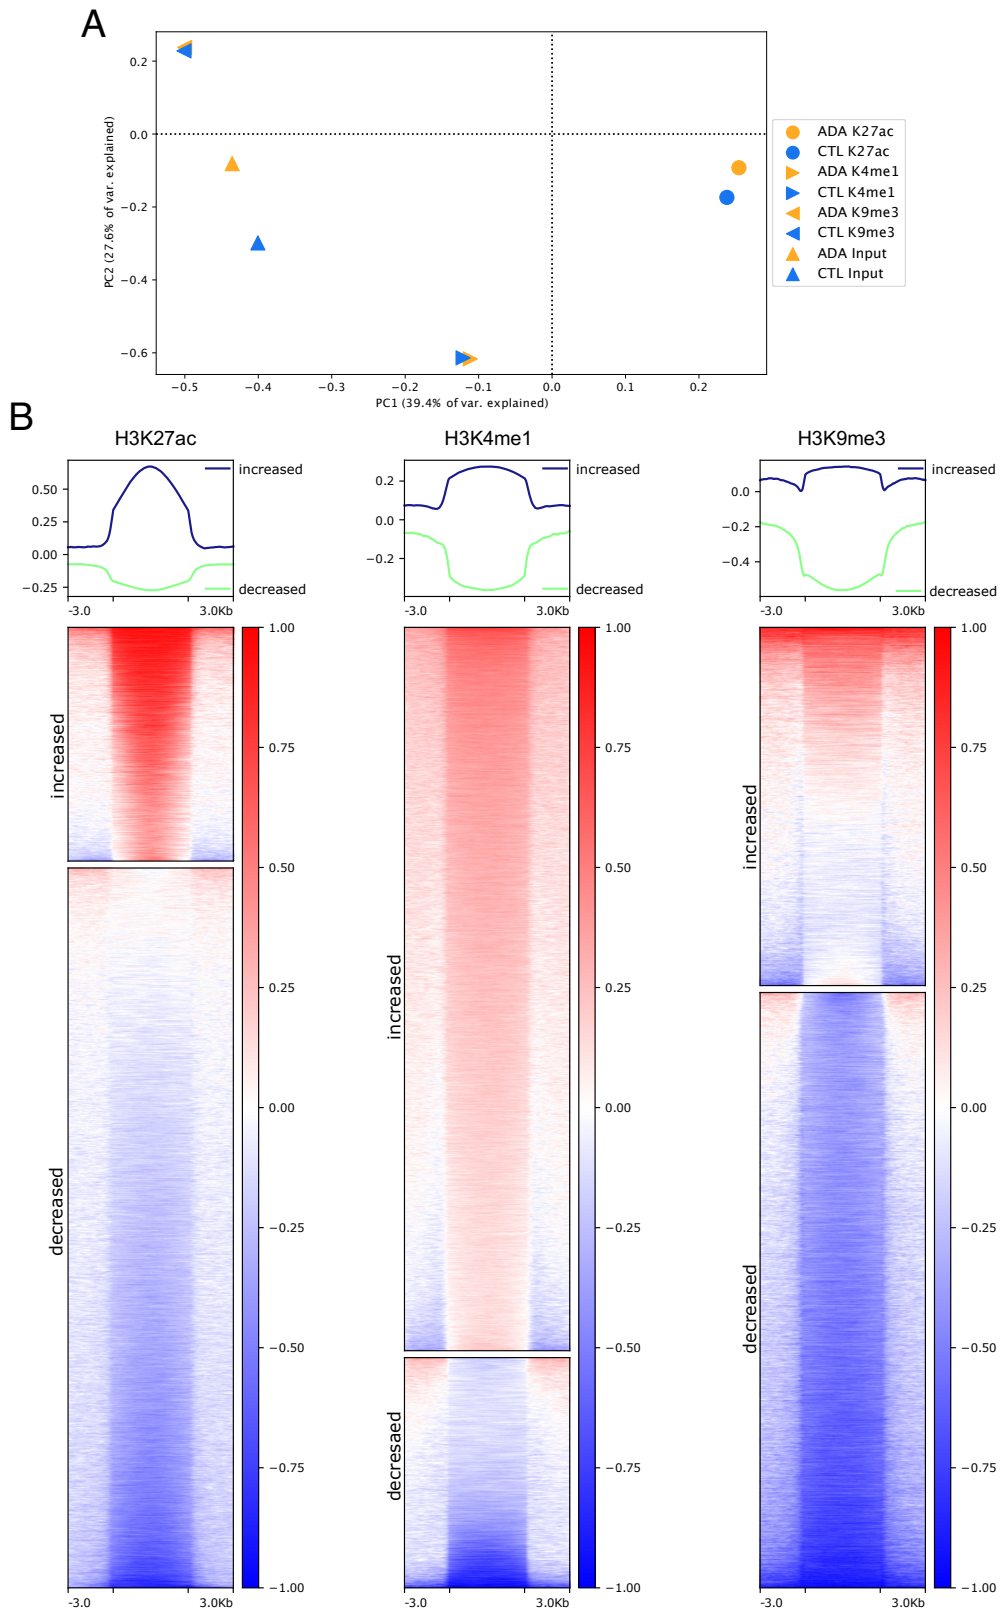 A
0.2
0.0
−0.2
−0.4
−0.6
PC2 (27.6% of var. explained)
−0.5
−0.4
−0.3
−0.2
−0.1
0.0
0.1
0.2
PC1 (39.4% of var. explained)
ADA K27ac
CTL K27ac
ADA K4me1
CTL K4me1
ADA K9me3
CTL K9me3
ADA Input
CTL Input
B
H3K27ac
0.50
0.25
0.00
−0.25
increased
decreased
-3.0
3.0Kb
increased
decreased
1.00
0.75
0.50
0.25
0.00
−0.25
−0.50
−0.75
−1.00
-3.0
3.0Kb
H3K4me1
0.2
0.0
−0.2
increased
decreased
-3.0
3.0Kb
increased
decresaed
1.00
0.75
0.50
0.25
0.00
−0.25
−0.50
−0.75
−1.00
-3.0
3.0Kb
H3K9me3
0.0
−0.2
−0.4
increased
decreased
-3.0
3.0Kb
increased
decreased
1.00
0.75
0.50
0.25
0.00
−0.25
−0.50
−0.75
−1.00
-3.0
3.0Kb